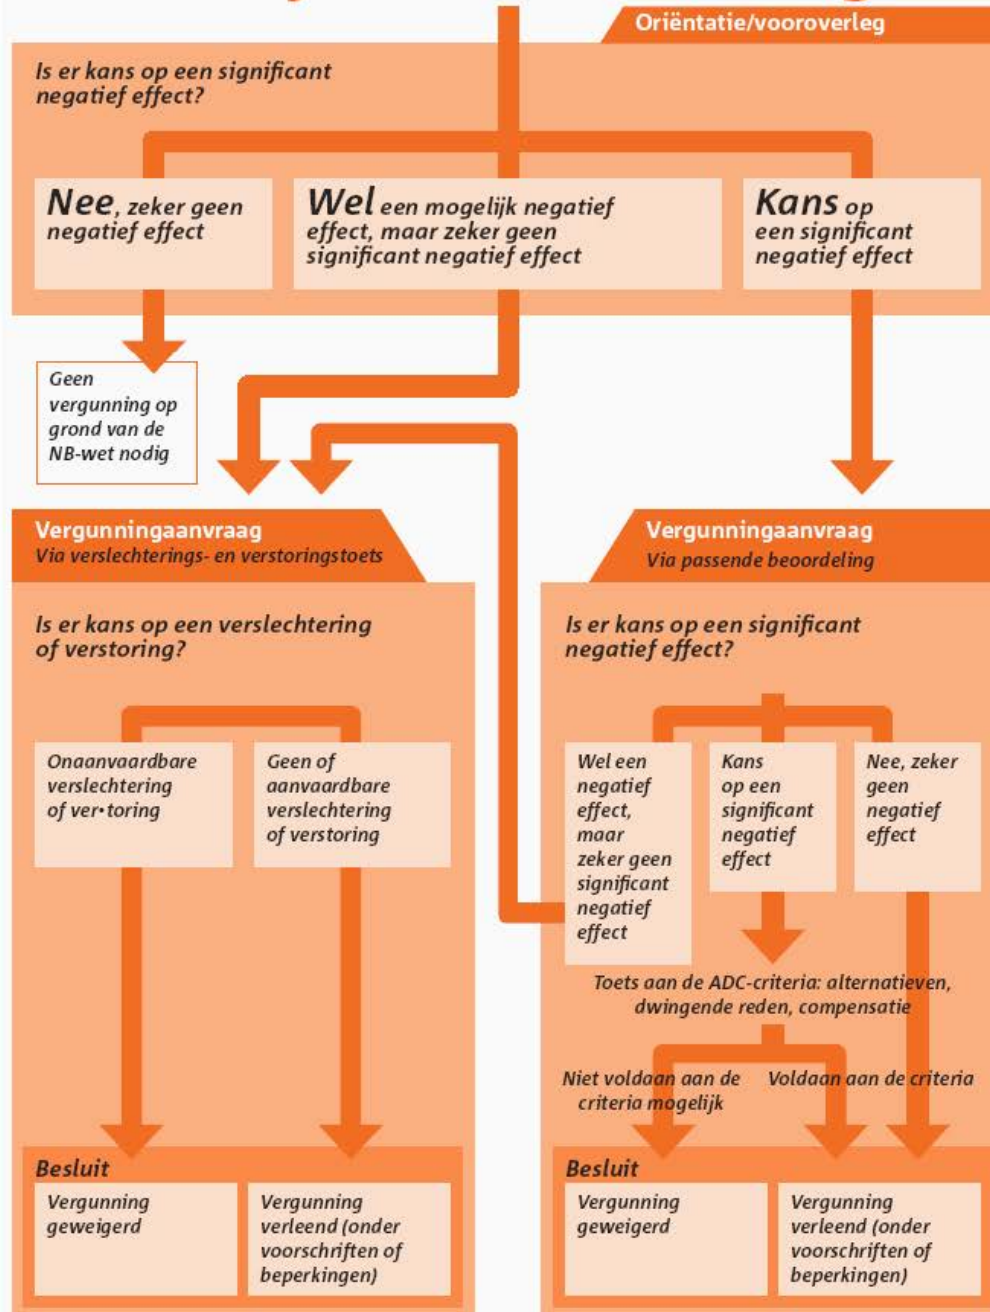 Oriëntatie/vooroverleg
Is er kans op een significant
negatief effect?
Nee, zeker geen
negatief effect
Wel een mogelijk negatief
effect, maar zeker geen
significant negatief effect
Kans op
een significant
negatief effect
Geen
vergunning op
grond van de
NB-wet nodig
Vergunningaanvraag
Via verslechterings- en verstoringstoets
Is er kans op een verslechtering
of verstoring?
Onaanvaardbare
verslechtering
of ver•toring
Geen of
aanvaardbare
verslechtering
of verstoring
Besluit
Vergunning
geweigerd
Vergunning
verleend (onder
voorschriften of
beperkingen)
Vergunningaanvraag
Via passende beoordeling
Is er kans op een significant
negatief effect?
Wel een
negatief
effect,
maar
zeker geen
significant
negatief
effect
Kans
op een
significant
negatief
effect
Nee, zeker
geen
negatief
effect
Toets aan de ADC-criteria: alternatieven,
dwingende reden, compensatie
Niet voldaan aan de
criteria mogelijk
Voldaan aan de criteria
Besluit
Vergunning
geweigerd
Vergunning
verleend (onder
voorschriften of
beperkingen)